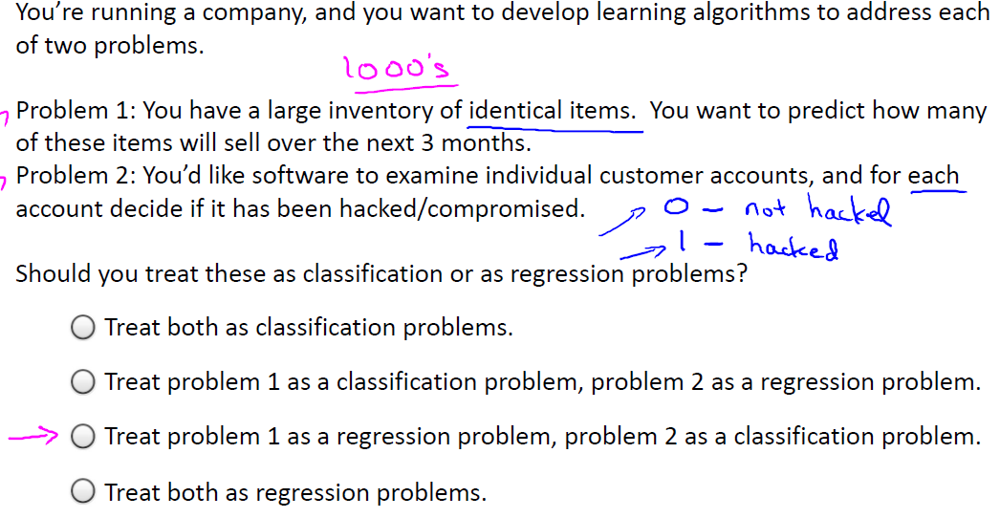 You're running a company, and you want to develop learning algorithms to address each
of two problems.
1000's
Problem 1: You have a large inventory of identical items. You want to predict how many
of these items will sell over the next 3 months.
Problem 2: You'd like software to examine individual customer accounts, and for each
account decide if it has been hacked/compromised.
0 - not hacked
1 - hacked
Should you treat these as classification or as regression problems?
Treat both as classification problems.
Treat problem 1 as a classification problem, problem 2 as a regression problem.
Treat problem 1 as a regression problem, problem 2 as a classification problem.
Treat both as regression problems.